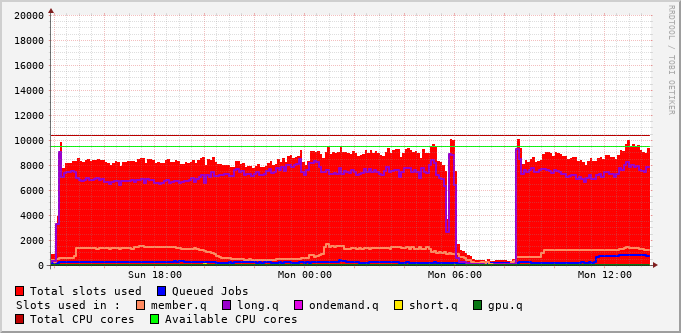 20000
18000
16000
14000
12000
10000
8000
6000
4000
2000
0
Sun 18:00 Mon 00:00 Mon 06:00 Mon 12:00
RRDTOOL / TOBI OETIKER
Total slots used Queued Jobs
Slots used in : member.q long.q ondemand.q short.q gpu.q
Total CPU cores Available CPU cores